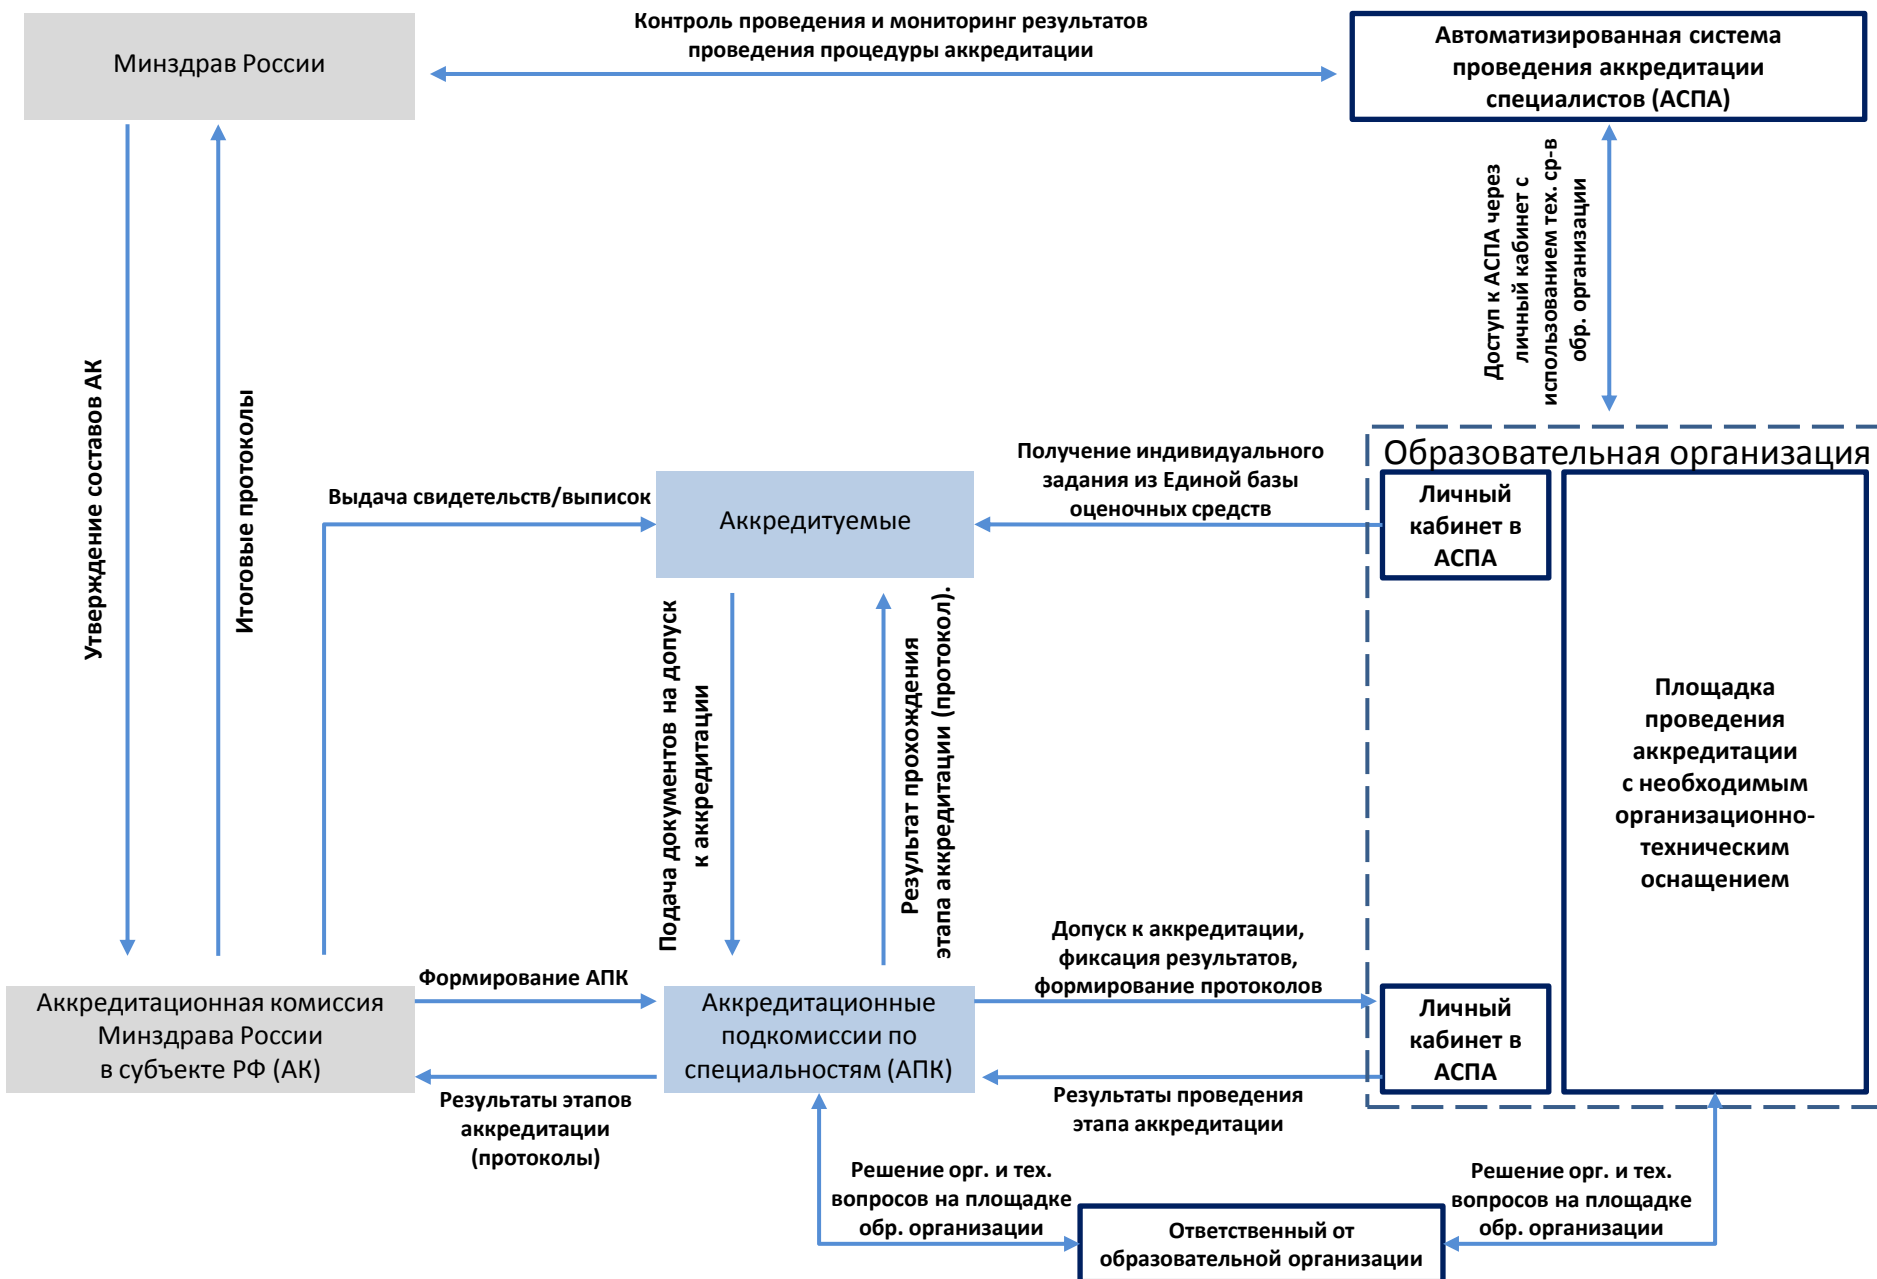 Минздрав России
Контроль проведения и мониторинг результатов
проведения процедуры аккредитации
Автоматизированная система
проведения аккредитации
специалистов (АСПА)
Утверждение составов АК
Итоговые протоколы
Доступ к АСПА через
личный кабинет с
использованием тех. ср-в
обр. организации
Выдача свидетельств/выписок
Аккредитуемые
Получение индивидуального
задания из Единой базы
оценочных средств
Образовательная организация
Личный
кабинет в
АСПА
Площадка
проведения
аккредитации
с необходимым
организационно-
техническим
оснащением
Подача документов на допуск
к аккредитации
Результат прохождения
этапа аккредитации (протокол).
Аккредитационная комиссия
Минздрава России
в субъекте РФ (АК)
Формирование АПК
Результаты этапов
аккредитации
(протоколы)
Аккредитационные
подкомиссии по
специальностям (АПК)
Допуск к аккредитации,
фиксация результатов,
формирование протоколов
Результаты проведения
этапа аккредитации
Личный
кабинет в
АСПА
Решение орг. и тех.
вопросов на площадке
обр. организации
Ответственный от
образовательной организации
Решение орг. и тех.
вопросов на площадке
обр. организации